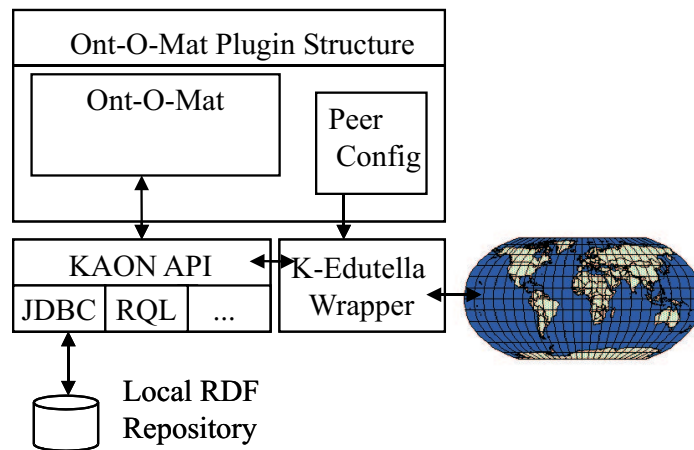 Ont-O-Mat Plugin Structure
Ont-O-Mat
Peer
Config
KAON API
K-Edutella
Wrapper
JDBC
RQL
...
Local RDF
Repository